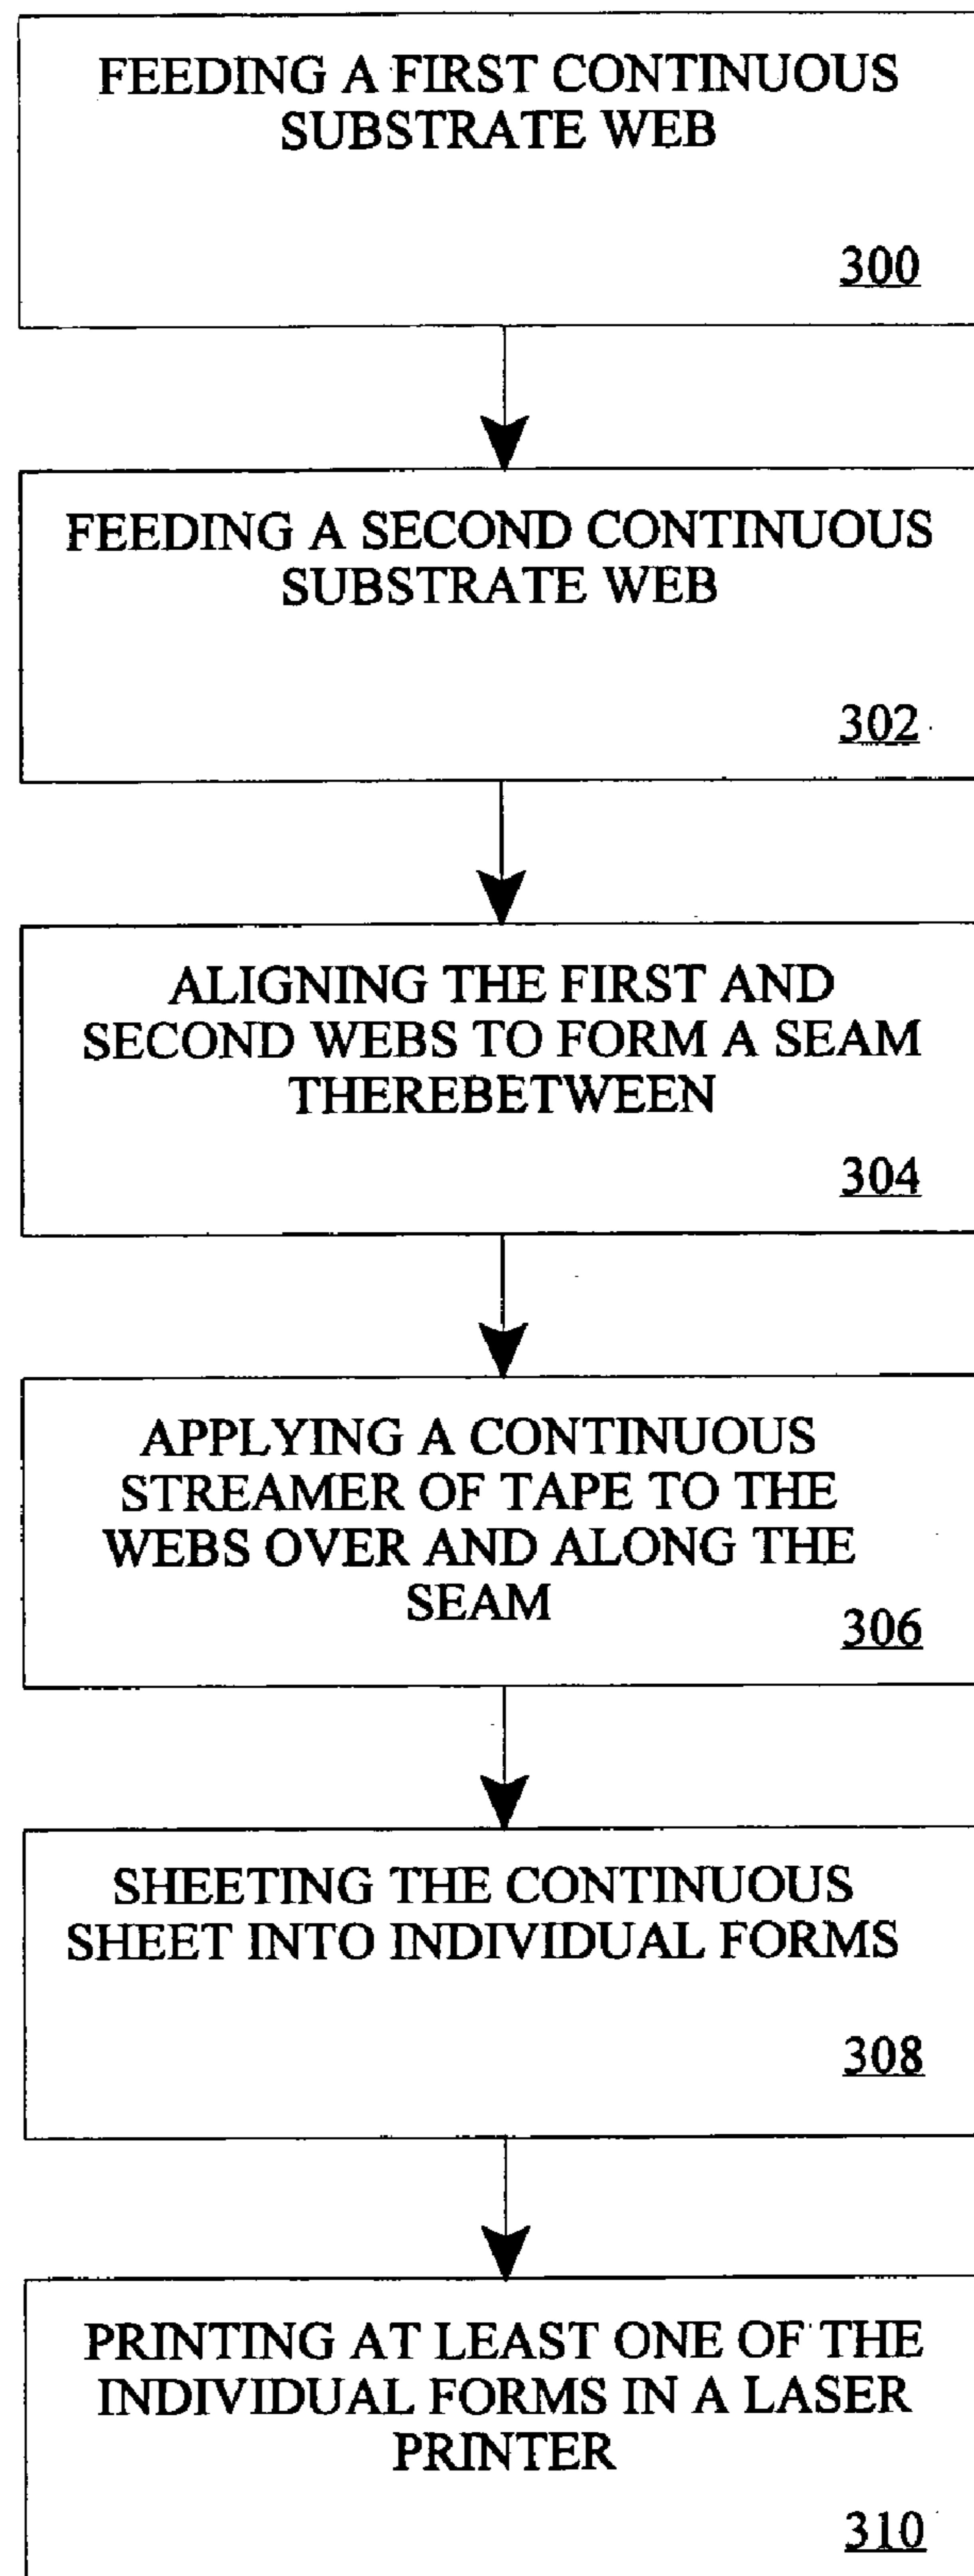 FEEDING A FIRST CONTINUOUS
SUBSTRATE WEB
300
FEEDING A SECOND CONTINUOUS
SUBSTRATE WEB
302
ALIGNING THE FIRST AND
SECOND WEBS TO FORM A SEAM
THEREBETWEEN
304
APPLYING A CONTINUOUS
STREAMER OF TAPE TO THE
WEBS OVER AND ALONG THE
SEAM
306
SHEETING THE CONTINUOUS
SHEET INTO INDIVIDUAL FORMS
308
PRINTING AT LEAST ONE OF THE
INDIVIDUAL FORMS IN A LASER
PRINTER
310